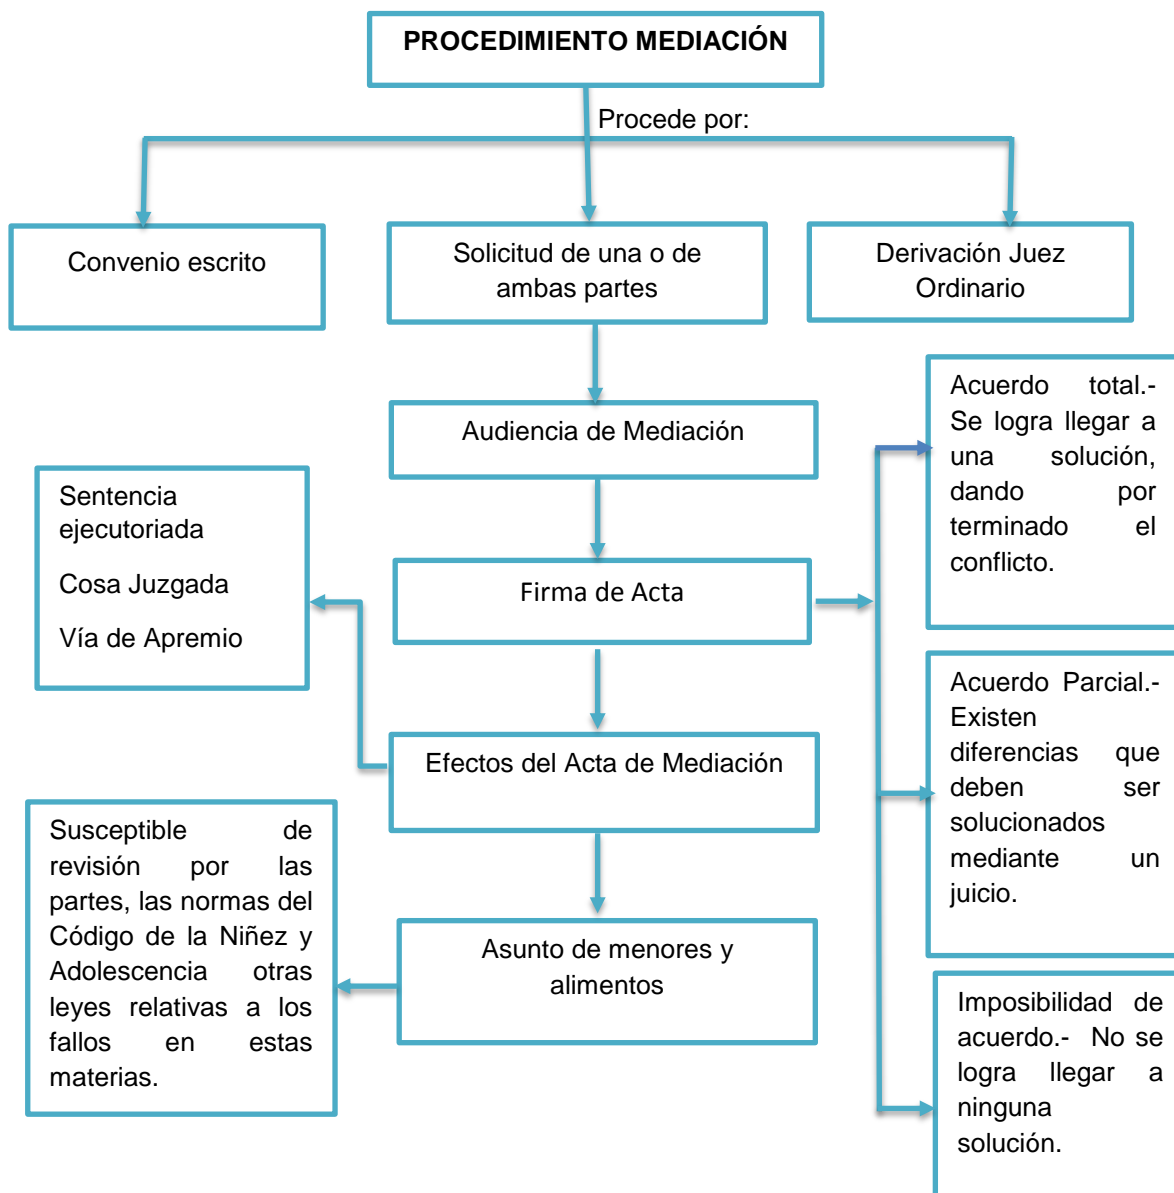 PROCEDIMIENTO MEDIACIÓN
Procede por:
Convenio escrito
Solicitud de una o de
ambas partes
Derivación Juez
Ordinario
Audiencia de Mediación
Acuerdo total.-
Se logra llegar a
una solución,
dando por
terminado el
conflicto.
Sentencia
ejecutoriada
Cosa Juzgada
Vía de Apremio
Firma de Acta
Acuerdo Parcial.-
Existen
diferencias que
deben ser
solucionados
mediante un
juicio.
Efectos del Acta de Mediación
Susceptible de
revisión por las
partes, las normas del
Código de la Niñez y
Adolescencia otras
leyes relativas a los
fallos en estas
materias.
Asunto de menores y
alimentos
Imposibilidad de
acuerdo.- No se
logra llegar a
ninguna
solución.